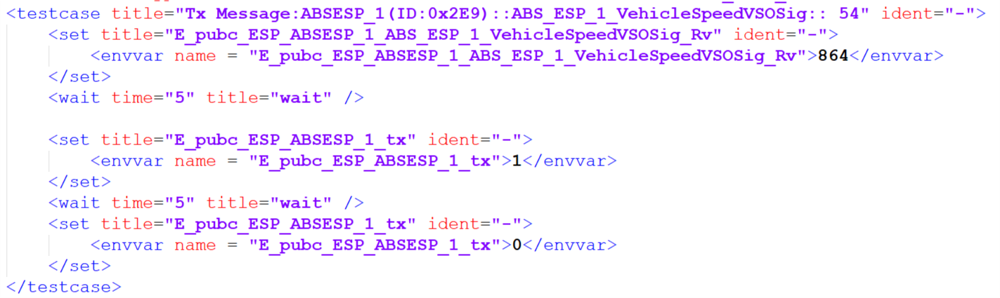 <testcase title="Tx Message:ABSESP_1(ID:0x2E9)::ABS_ESP_1_VehicleSpeedVSOSig:: 54" ident="-">
<set title="E_pubc_ESP_ABSESP_1_ABS_ESP_1_VehicleSpeedVSOSig_Rv" ident="-">
<envvar name = "E_pubc_ESP_ABSESP_1_ABS_ESP_1_VehicleSpeedVSOSig_Rv">864</envvar>
</set>
<wait time="5" title="wait" />
<set title="E_pubc_ESP_ABSESP_1_tx" ident="-">
<envvar name = "E_pubc_ESP_ABSESP_1_tx">1</envvar>
</set>
<wait time="5" title="wait" />
<set title="E_pubc_ESP_ABSESP_1_tx" ident="-">
<envvar name = "E_pubc_ESP_ABSESP_1_tx">0</envvar>
</set>
</testcase>